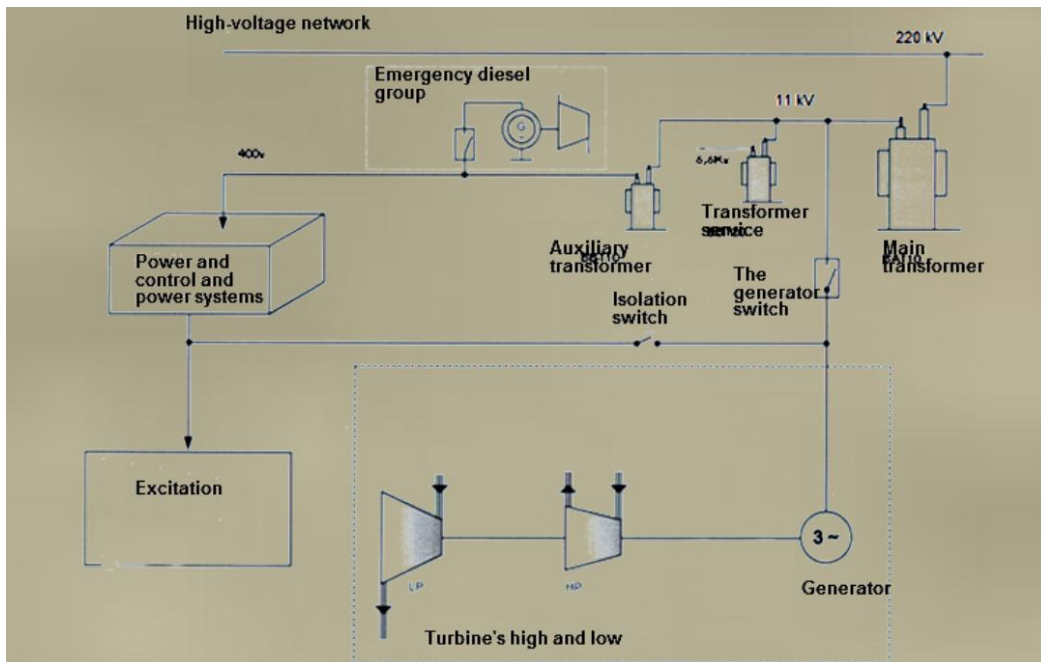 High-voltage network
220 kV
Emergency diesel
group
11 kV
G
400v
6,6Kv
Transformer
service
Auxiliary
transformer
Main
transformer
BAT10
Power and
control and
power systems
The
generator
switch
Isolation
switch
Excitation
3 ~
LP
HP
Generator
Turbine's high and low